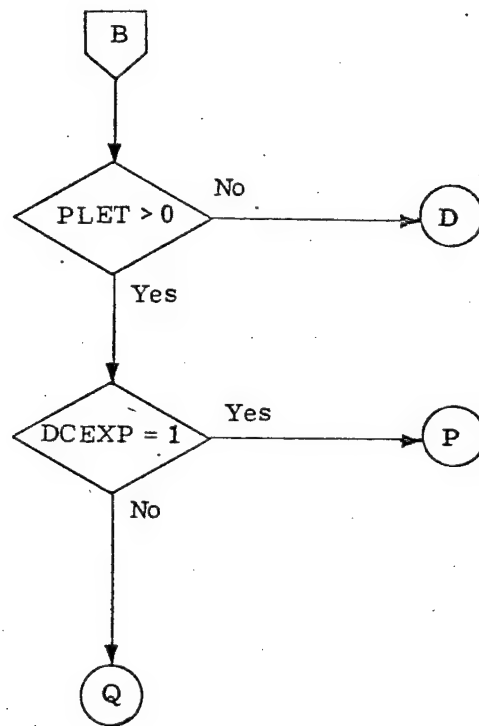 B
No
PLET > 0
D
Yes
Yes
DCEXP = 1
P
No
Q